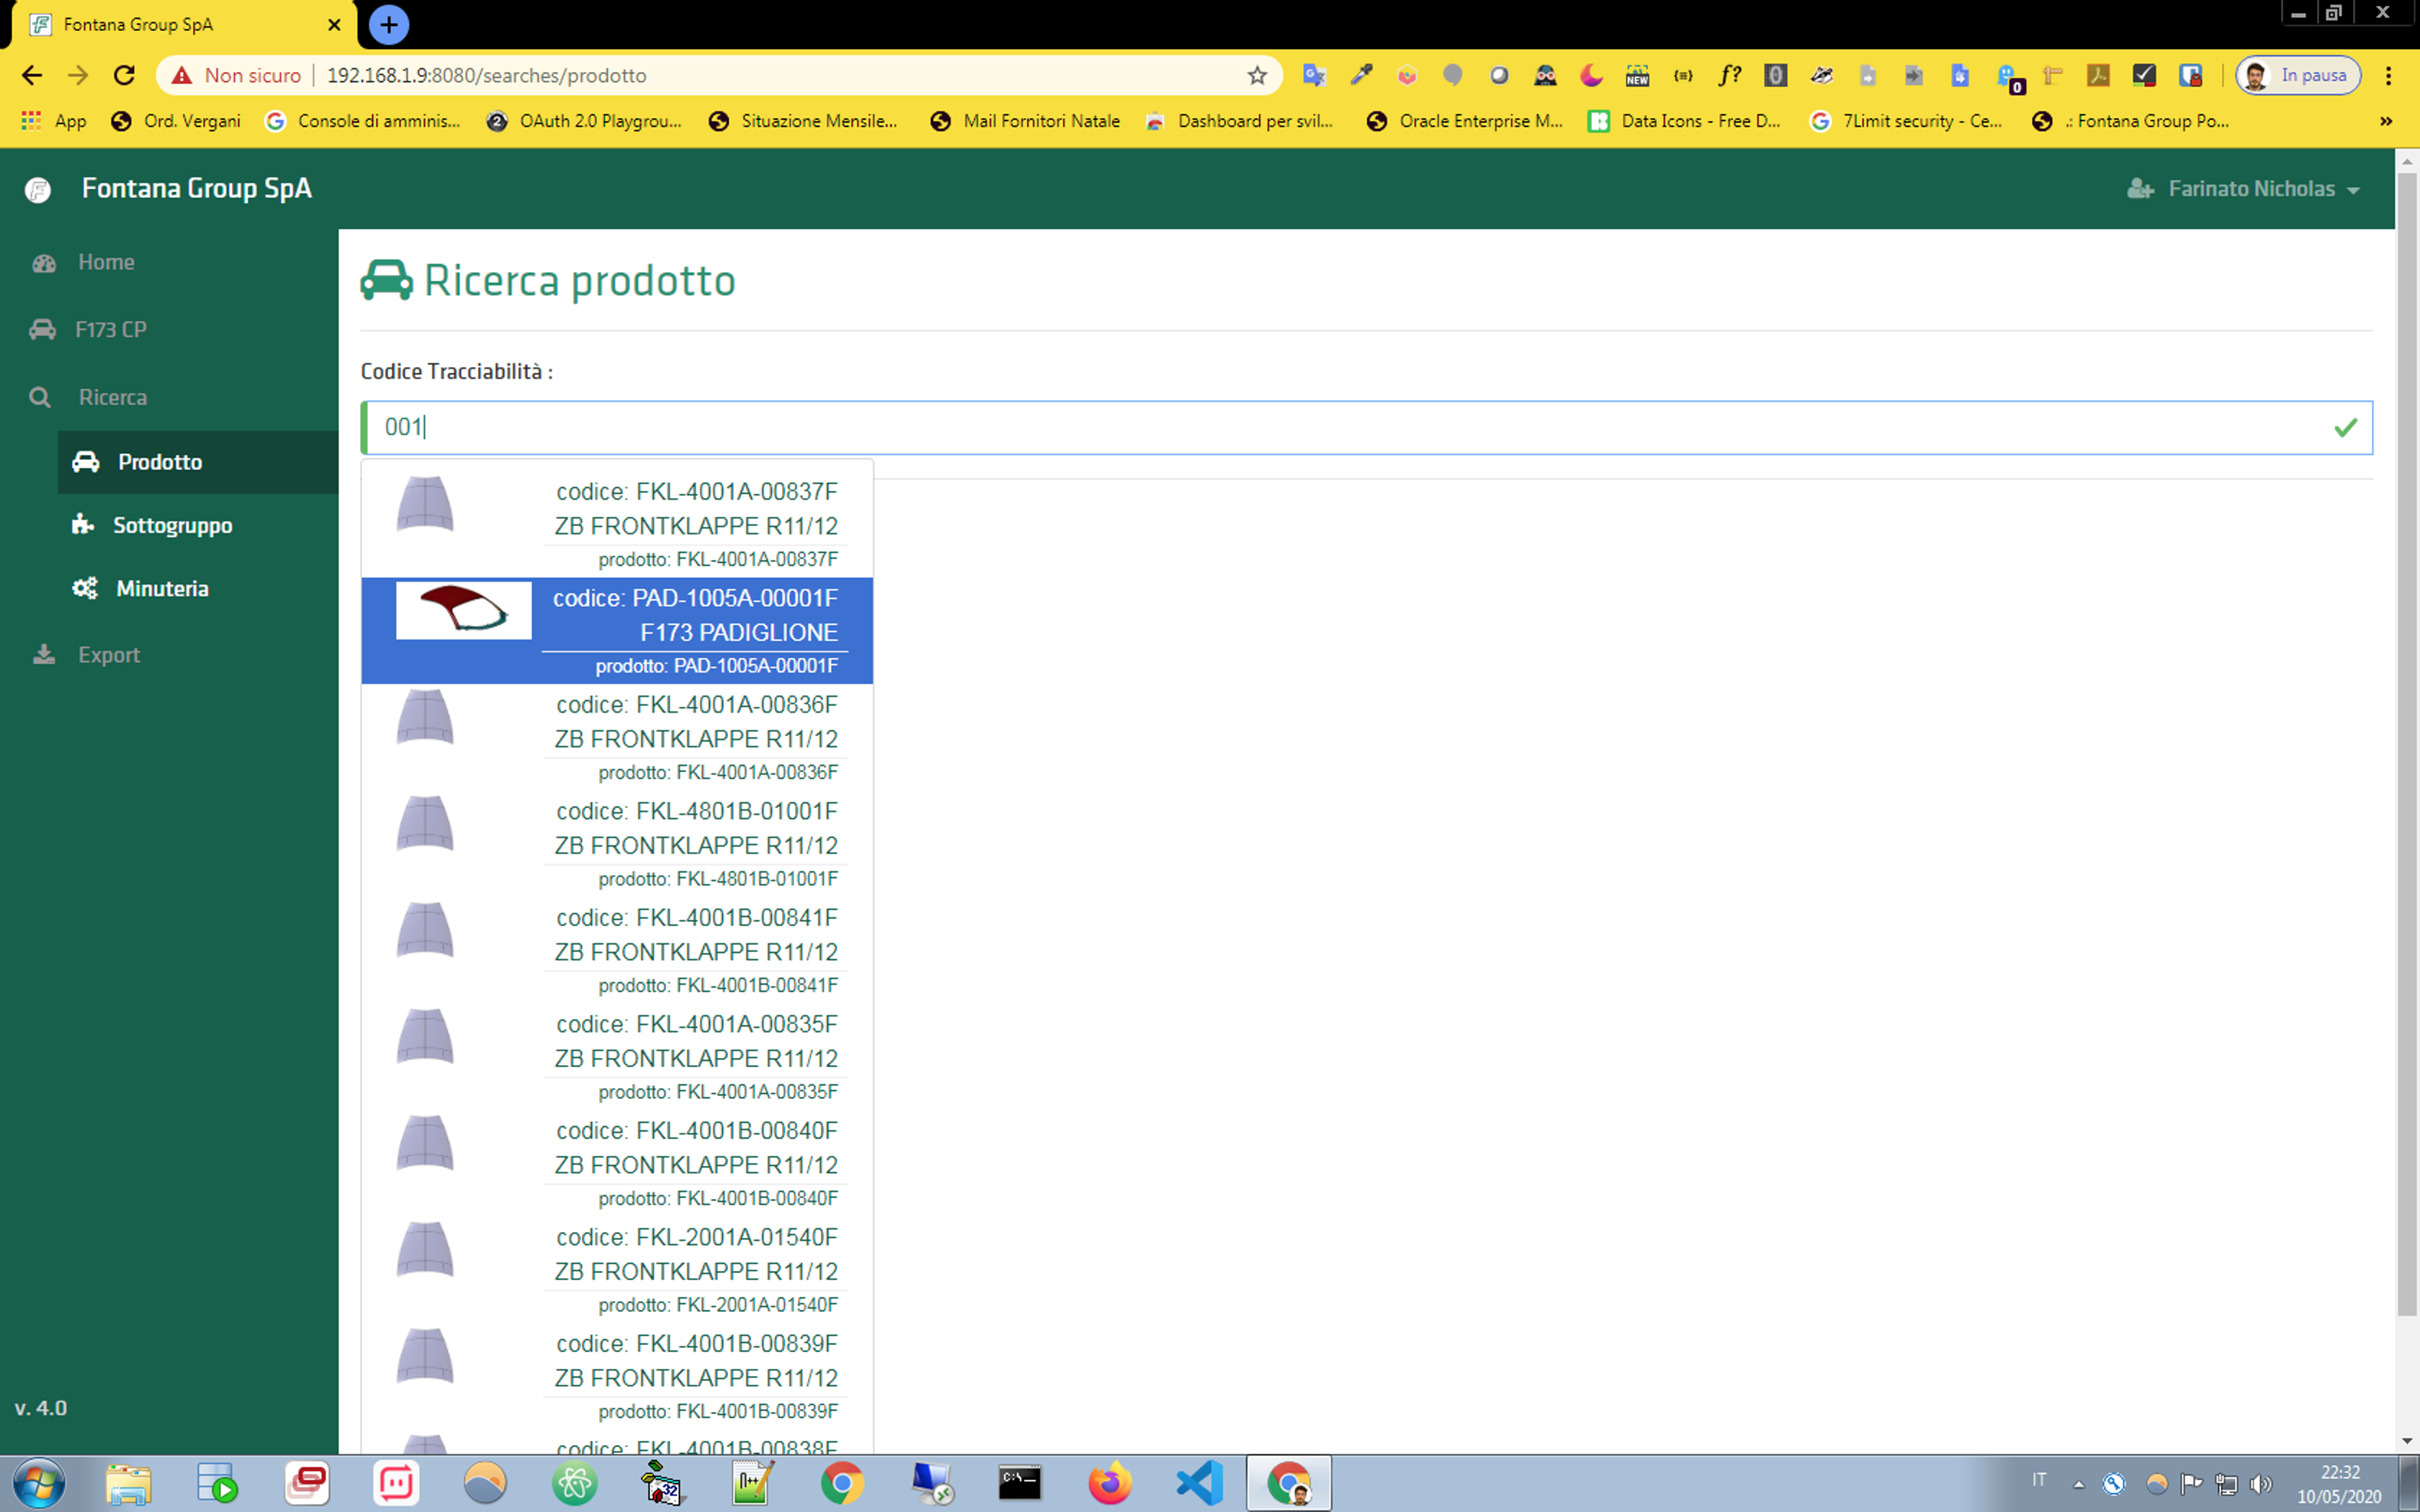 Fontana Group SpA
Non sicuro
192.168.1.9:8080/searches/prodotto
NEW
f?
0
In pausa
App
Ord. Vergani
Console di amminis...
OAuth 2.0 Playgrou...
Situazione Mensile...
Mail Fornitori Natale
Dashboard per svil...
Oracle Enterprise M...
Data Icons - Free D...
7Limit security - Ce...
.: Fontana Group Po...
»
Fontana Group SpA
Farinato Nicholas
Home
F173 CP
Ricerca
Prodotto
Sottogruppo
Minuteria
Export
v. 4.0
Ricerca prodotto
Codice Tracciabilità :
001
codice: FKL-4001A-00837F
ZB FRONTKLAPPE R11/12
prodotto: FKL-4001A-00837F
codice: PAD-1005A-00001F
F173 PADIGLIONE
prodotto: PAD-1005A-00001F
codice: FKL-4001A-00836F
ZB FRONTKLAPPE R11/12
prodotto: FKL-4001A-00836F
codice: FKL-4801B-01001F
ZB FRONTKLAPPE R11/12
prodotto: FKL-4801B-01001F
codice: FKL-4001B-00841F
ZB FRONTKLAPPE R11/12
prodotto: FKL-4001B-00841F
codice: FKL-4001A-00835F
ZB FRONTKLAPPE R11/12
prodotto: FKL-4001A-00835F
codice: FKL-4001B-00840F
ZB FRONTKLAPPE R11/12
prodotto: FKL-4001B-00840F
codice: FKL-2001A-01540F
ZB FRONTKLAPPE R11/12
prodotto: FKL-2001A-01540F
codice: FKL-4001B-00839F
ZB FRONTKLAPPE R11/12
prodotto: FKL-4001B-00839F
codice: FKL-4001B-00838F
IT
22:32
10/05/2020